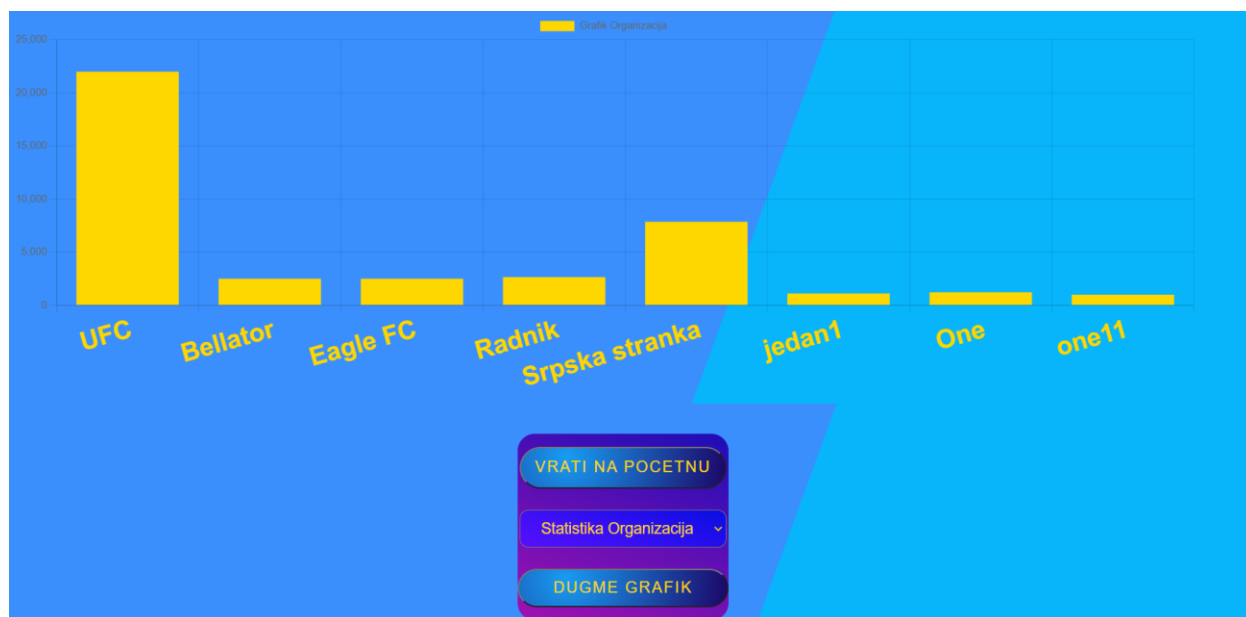 Grafik Organizacija
25,000
20,000
15,000
10,000
5,000
0
UFC
Bellator
Eagle FC
Radnik
Srpska stranka
jedan1
One
one11
VRATI NA POCETNU
Statistika Organizacija
DUGME GRAFIK